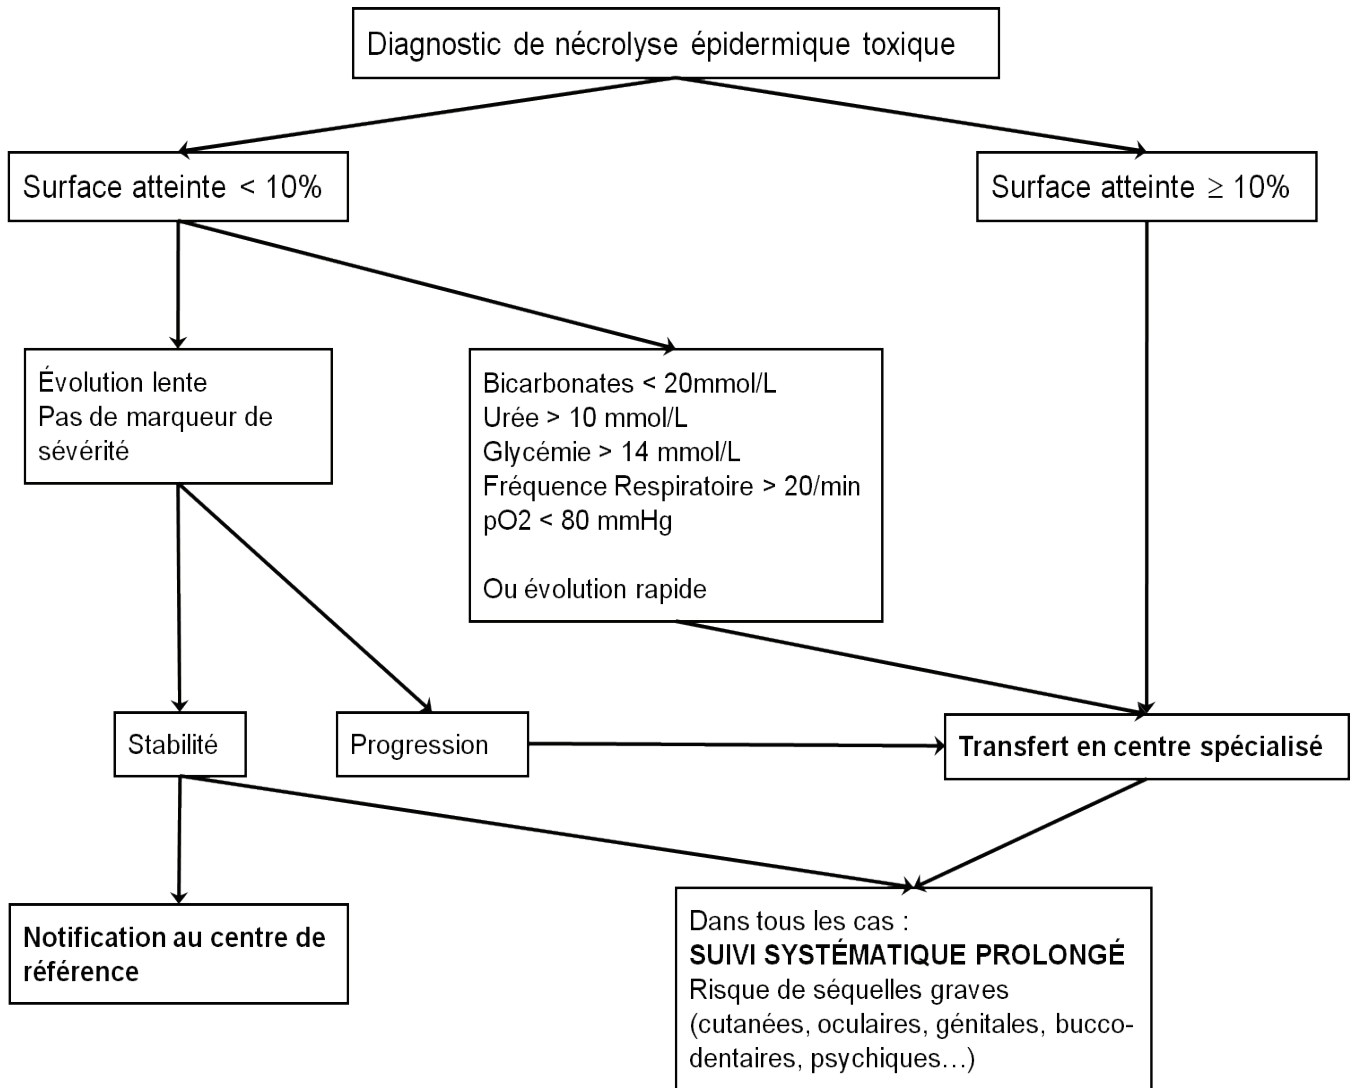 Diagnostic de nécrolyse épidermique toxique
Surface atteinte < 10%
Surface atteinte ≥ 10%
Évolution lente
Pas de marqueur de
sévérité
Bicarbonates < 20mmol/L
Urée > 10 mmol/L
Glycémie > 14 mmol/L
Fréquence Respiratoire > 20/min
pO2 < 80 mmHg
Ou évolution rapide
Stabilité
Progression
Transfert en centre spécialisé
Notification au centre de
référence
Dans tous les cas :
SUIVI SYSTÉMATIQUE PROLONGÉ
Risque de séquelles graves
(cutanées, oculaires, génitales, bucco-
dentaires, psychiques…)